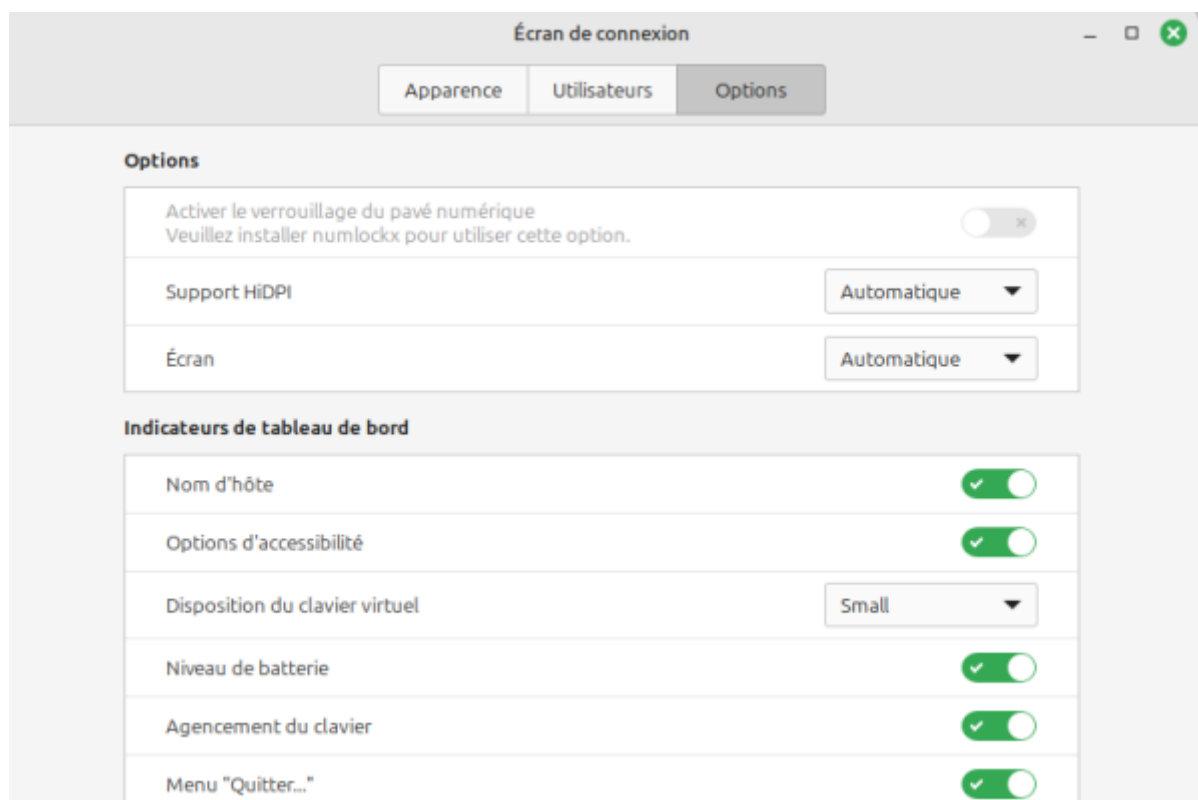 Écran de connexion
Apparence
Utilisateurs
Options
Options
Activer le verrouillage du pavé numérique
Veuillez installer numlockx pour utiliser cette option.
Support HiDPI
Automatique
Écran
Automatique
Indicateurs de tableau de bord
Nom d'hôte
Options d'accessibilité
Disposition du clavier virtuel
Small
Niveau de batterie
Agencement du clavier
Menu "Quitter..."